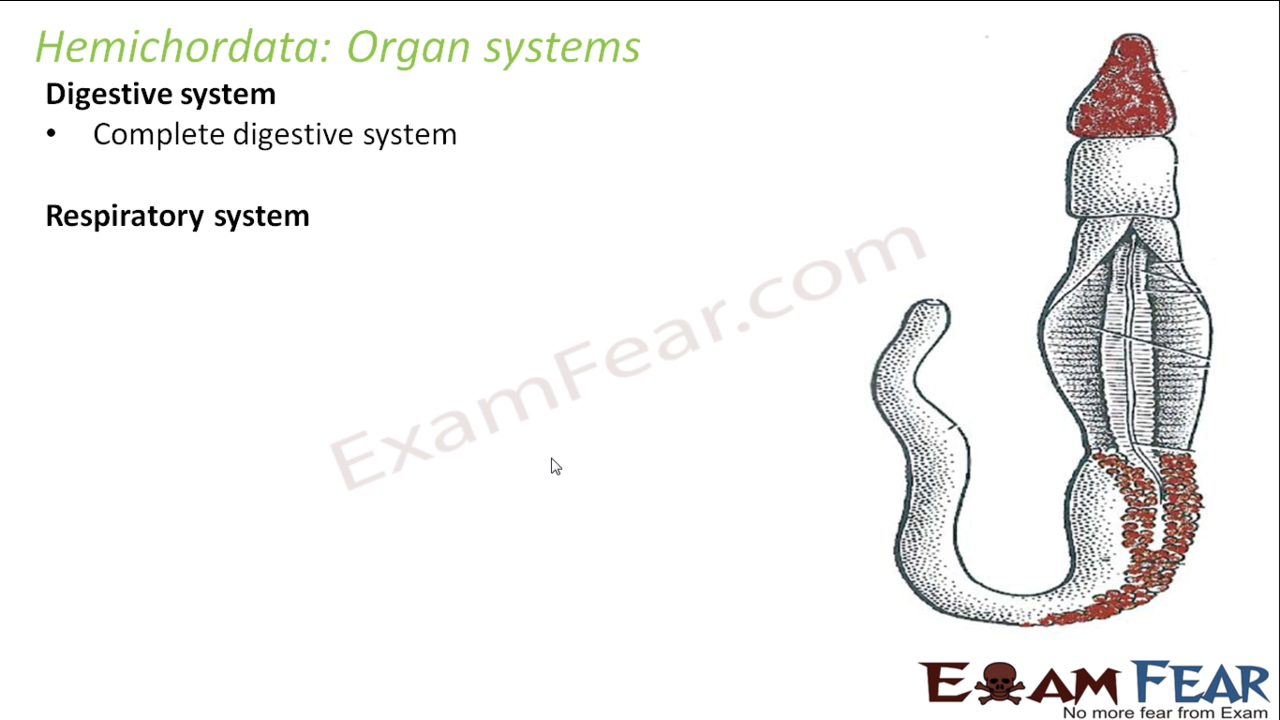 Hemichordata: Organ systems
Digestive system
• Complete digestive system
Respiratory system
ExamFear.com
EXAM FEAR
No more fear from Exam